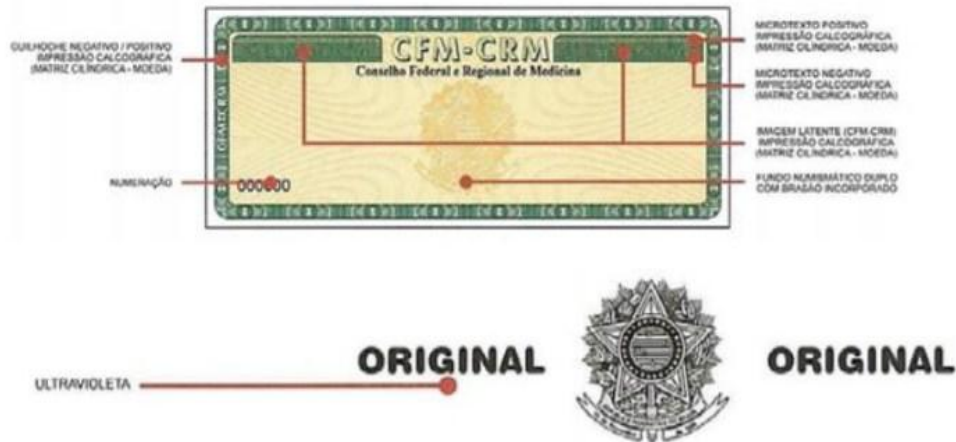 GUILHOCHE NEGATIVO / POSITIVO
IMPRESSÃO CALCOGRÁFICA
(MATRIZ CILÍNDRICA - MOEDA)
CFM-CRM
Conselho Federal e Regional de Medicina
MICROTEXTO POSITIVO
IMPRESSÃO CALCOGRÁFICA
(MATRIZ CILÍNDRICA - MOEDA)
MICROTEXTO NEGATIVO
IMPRESSÃO CALCOGRÁFICA
(MATRIZ CILÍNDRICA - MOEDA)
IMAGEM LATENTE (CFM-CRM)
IMPRESSÃO CALCOGRÁFICA
(MATRIZ CILÍNDRICA - MOEDA)
NUMERAÇÃO
000000
FUNDO NUMISMÁTICO DUPLO
COM BRASÃO INCORPORADO
ORIGINAL
ORIGINAL
ULTRAVIOLETA